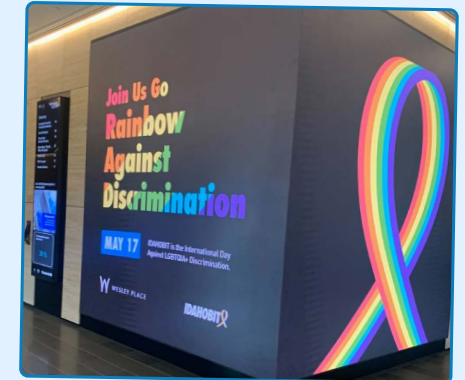 Join Us Go
Rainbow
Against
Discrimination
MAY 17
IDAHOBIT is the International Day
Against LGBTQIA+ Discrimination.
W WESLEY PLACE
IDAHOBIT